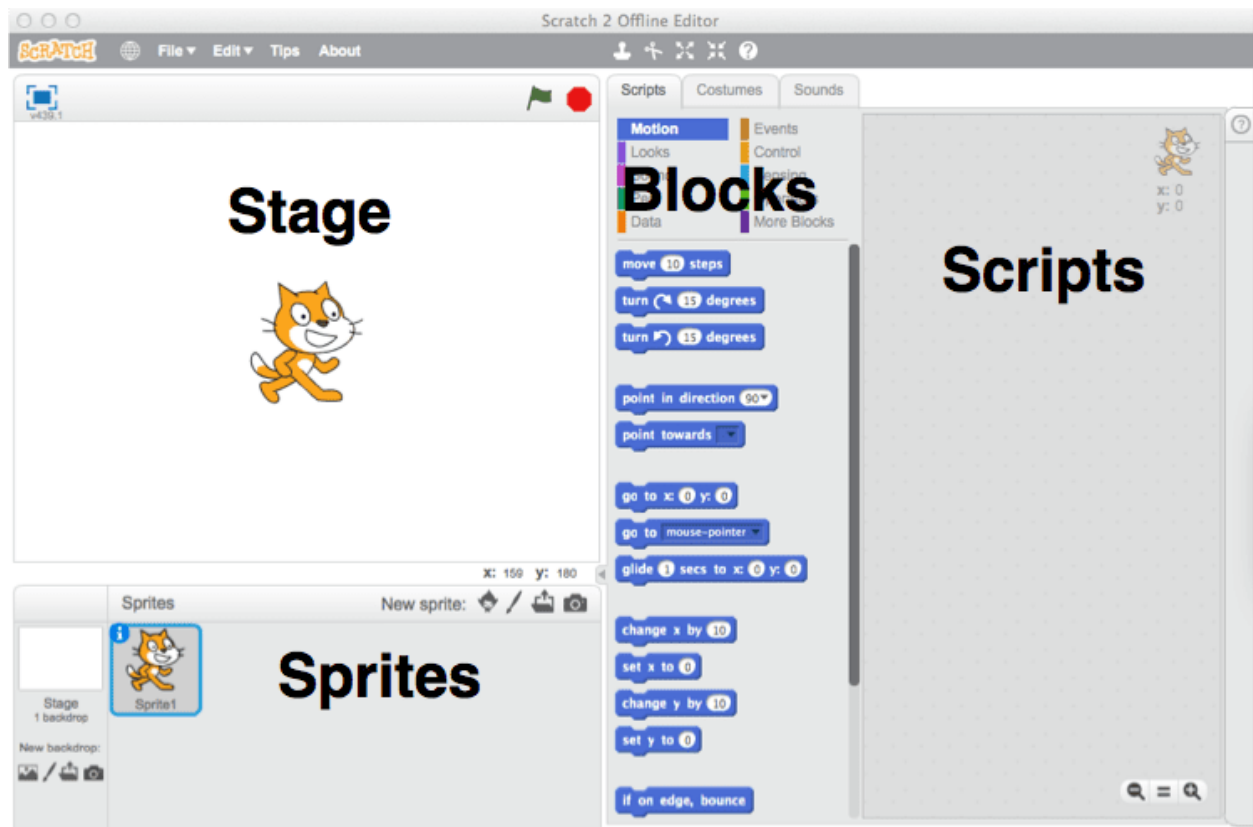 Scratch 2 Offline Editor
SCRATCH File Edit Tips About
v439.1
Stage
x: 159 y: 180
Sprites New sprite:
Sprites
Stage
1 backdrop
New backdrop:
Sprite1
Scripts Costumes Sounds
Motion Events
Looks Control
Blocks
Data More Blocks
move 10 steps
turn 15 degrees
turn 15 degrees
point in direction 90
point towards
go to x: 0 y: 0
go to mouse-pointer
glide 1 secs to x: 0 y: 0
change x by 10
set x to 0
change y by 10
set y to 0
if on edge, bounce
x: 0
y: 0
Scripts